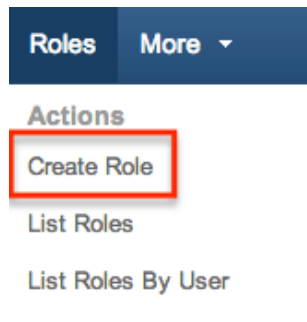 Roles More
Actions
Create Role
List Roles
List Roles By User